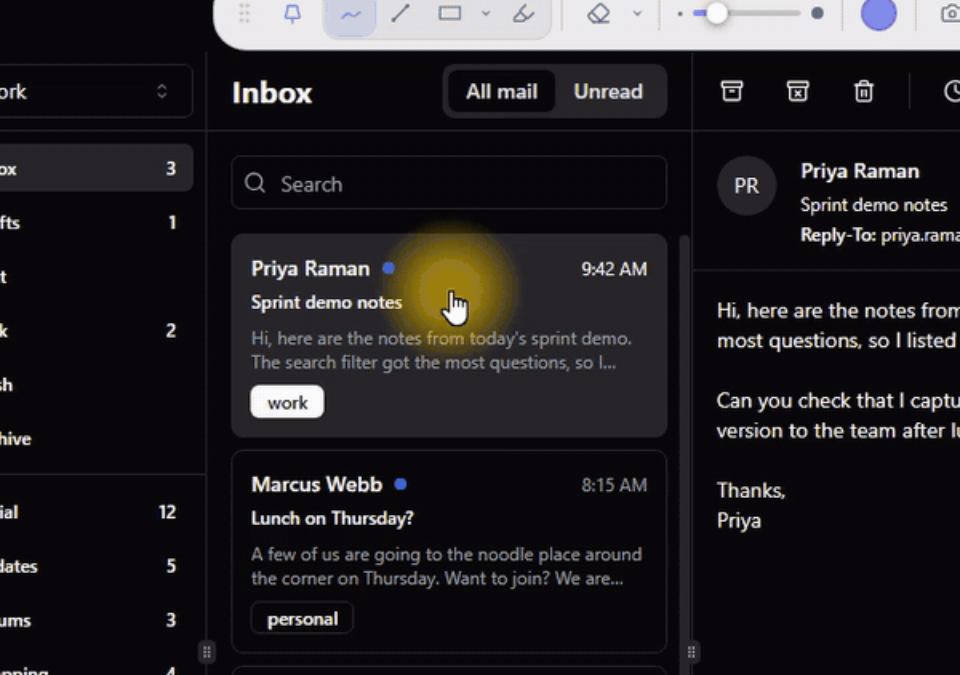 ork
Inbox
All mail
Unread
ox 3
fts 1
t
k 2
sh
hive
ial 12
dates 5
ums 3
Search
Priya Raman
9:42 AM
Sprint demo notes
Hi, here are the notes from today's sprint demo.
The search filter got the most questions, so I...
work
Marcus Webb
8:15 AM
Lunch on Thursday?
A few of us are going to the noodle place around
the corner on Thursday. Want to join? We are...
personal
PR
Priya Raman
Sprint demo notes
Reply-To: priya.rama
Hi, here are the notes from
most questions, so I listed
Can you check that I captu
version to the team after lu
Thanks,
Priya